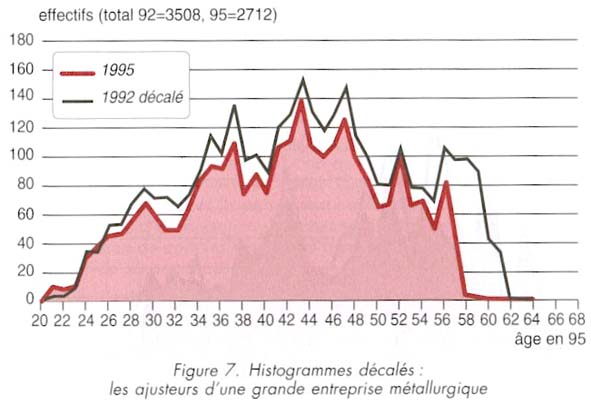 effectifs (total 92=3508, 95=2712)
180
160
140
120
100
80
60
40
20
0
1995
1992 décalé
20 22 24 26 28 30 32 34 36 38 40 42 44 46 48 50 52 54 56 58 60 62 64 66 68
âge en 95
Figure 7. Histogrammes décalés :
les ajusteurs d'une grande entreprise métallurgique